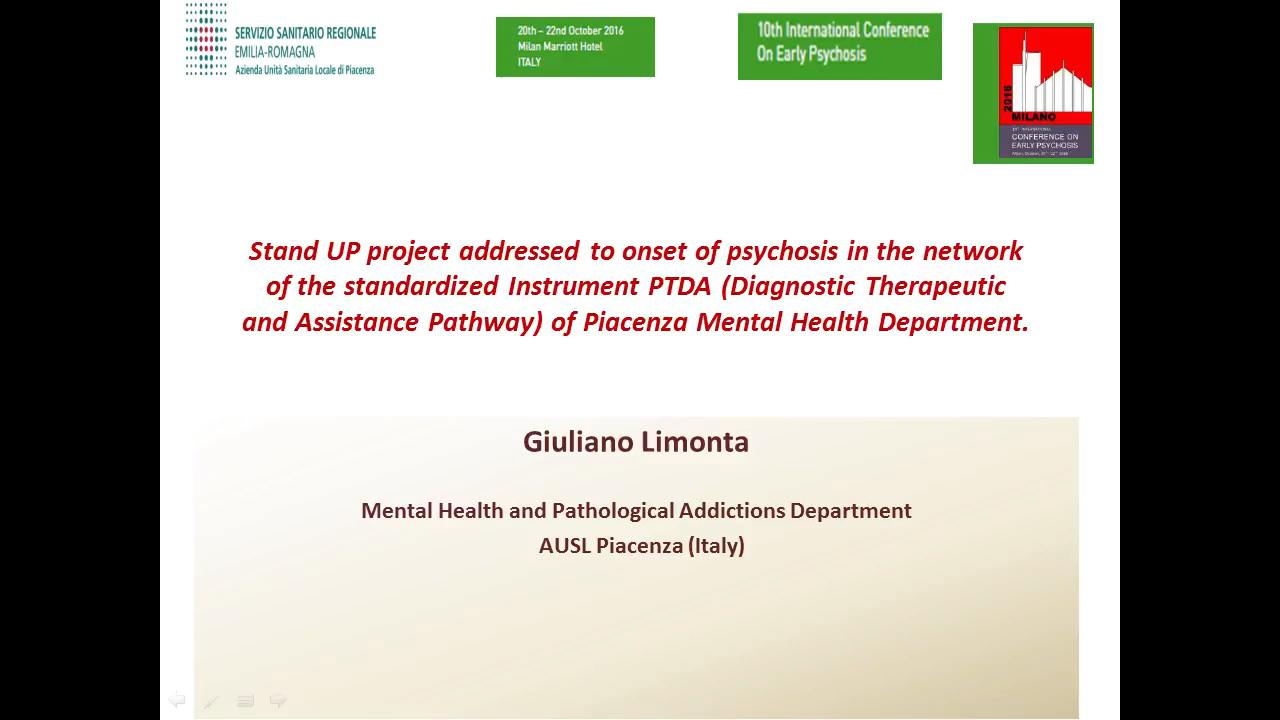 SERVIZIO SANITARIO REGIONALE
EMILIA-ROMAGNA
Azienda Unità Sanitaria Locale di Piacenza
20th – 22nd October 2016
Milan Marriott Hotel
ITALY
10th International Conference
On Early Psychosis
2016
MILANO
CONFERENCE ON
EARLY PSYCHOSIS
Stand UP project addressed to onset of psychosis in the network
of the standardized Instrument PTDA (Diagnostic Therapeutic
and Assistance Pathway) of Piacenza Mental Health Department.
Giuliano Limonta
Mental Health and Pathological Addictions Department
AUSL Piacenza (Italy)